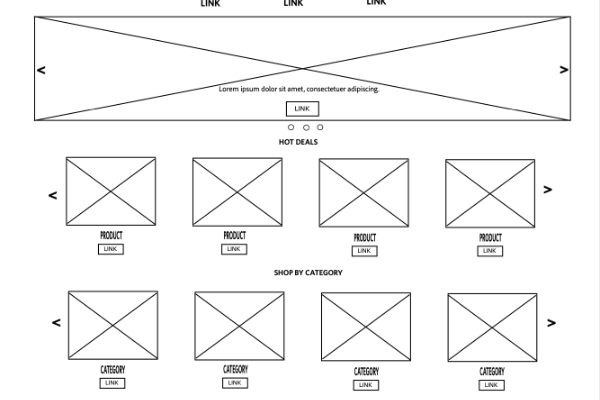 LINK LINK LINK
< >
Lorem ipsum dolor sit amet, consectetuer adipiscing.
LINK
HOT DEALS
< >
PRODUCT PRODUCT PRODUCT PRODUCT
LINK LINK LINK LINK
SHOP BY CATEGORY
< >
CATEGORY CATEGORY CATEGORY CATEGORY
LINK LINK LINK LINK